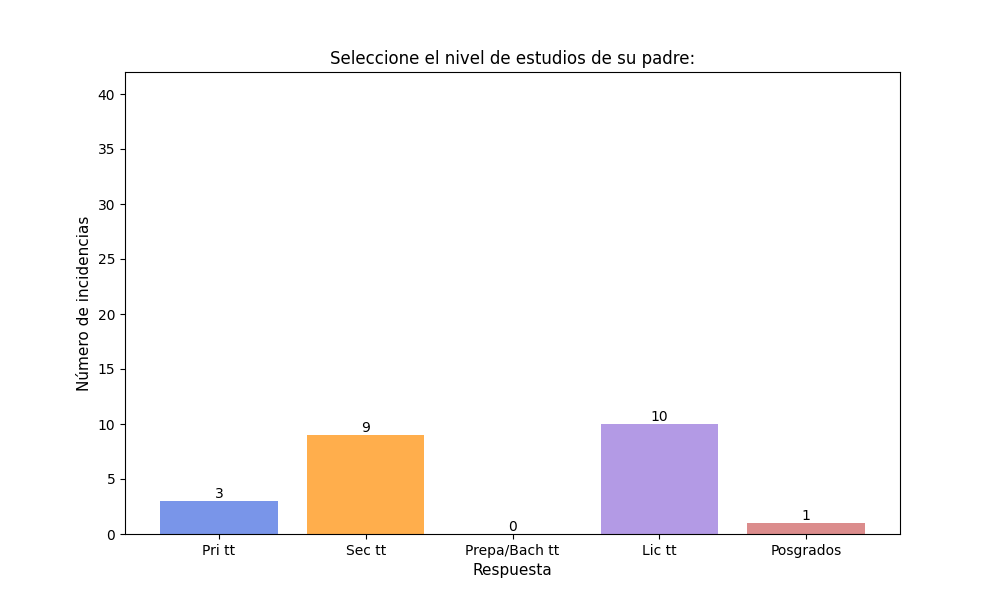 Seleccione el nivel de estudios de su padre:
Número de incidencias
40
35
30
25
20
15
10
5
0
3
9
0
10
1
Pri tt
Sec tt
Prepa/Bach tt
Lic tt
Posgrados
Respuesta